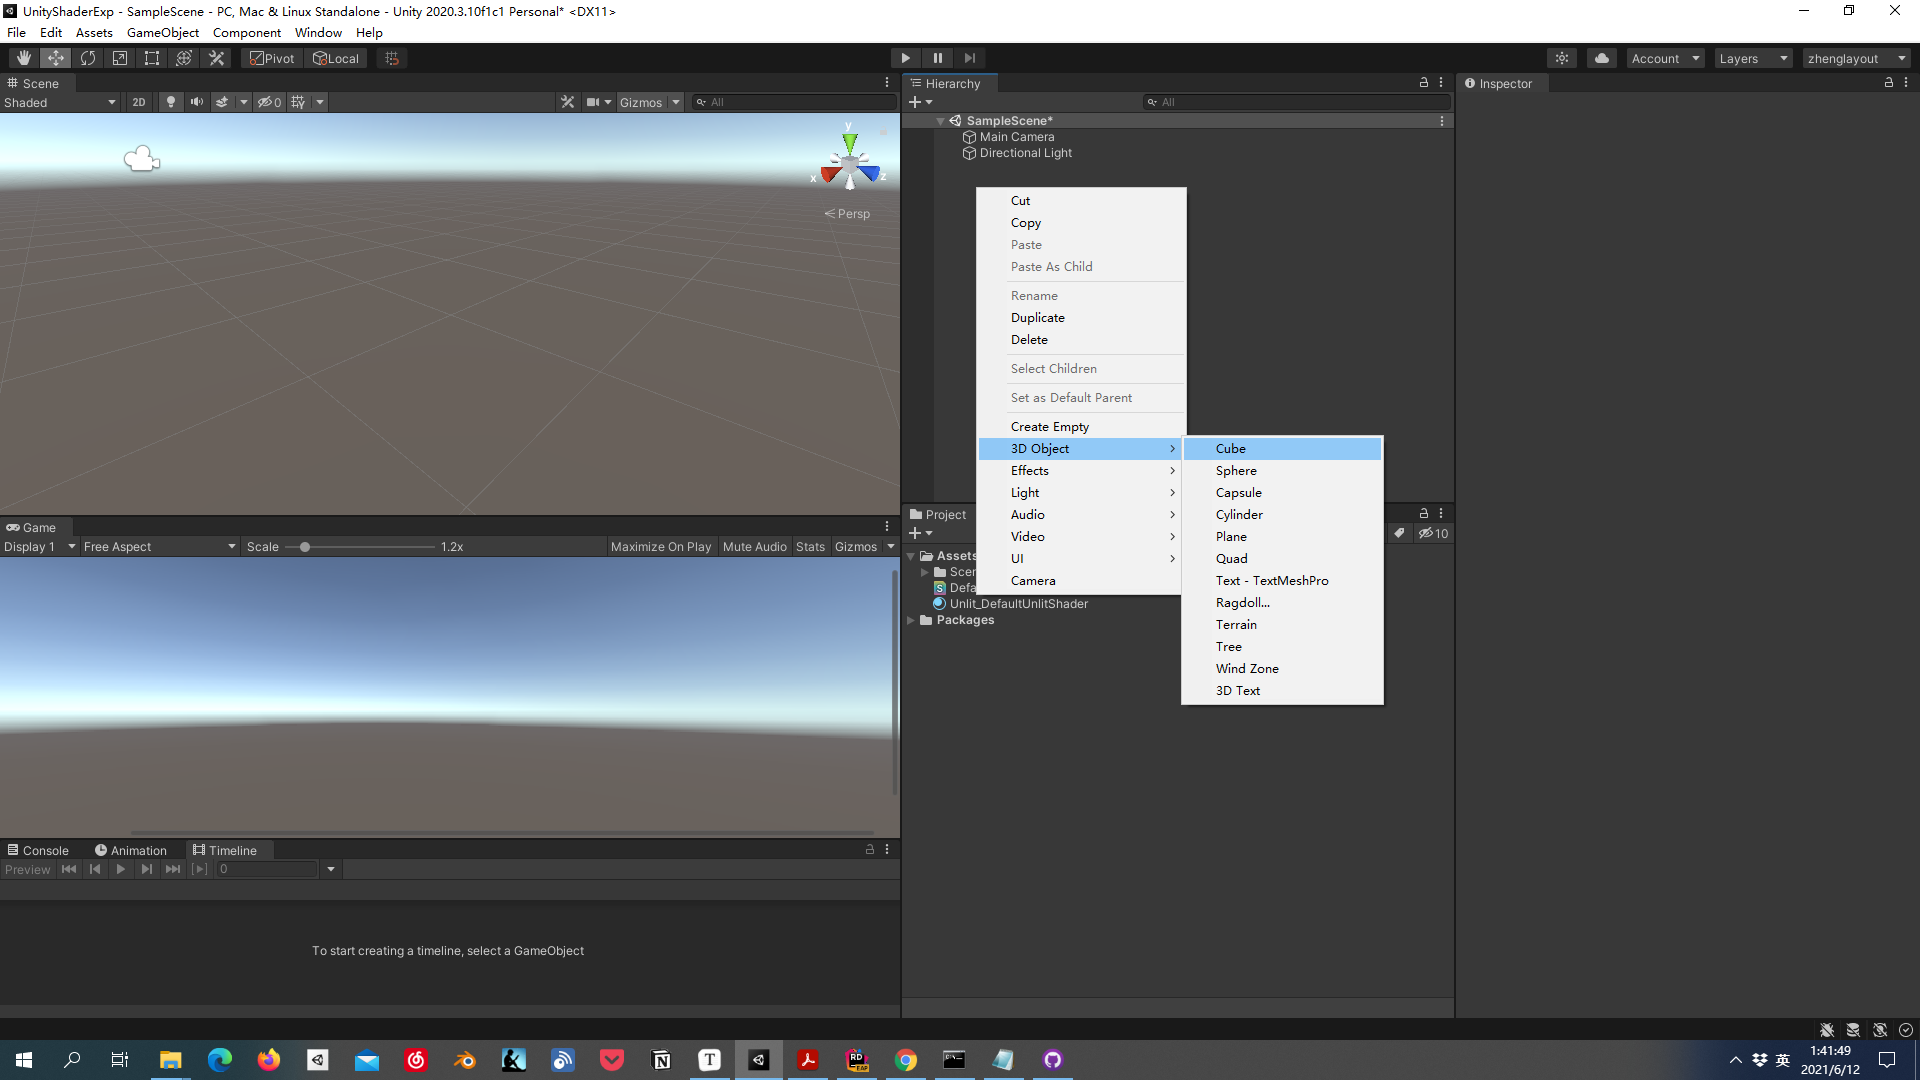 UnityShaderExp - SampleScene - PC, Mac & Linux Standalone - Unity 2020.3.10f1c1 Personal* <DX11>
File Edit Assets GameObject Component Window Help
Pivot Local Account Layers zhenglayout
Scene
Shaded 2D 0 Gizmos All
y
x z
Persp
Hierarchy
All
SampleScene*
Main Camera
Directional Light
Inspector
Cut
Copy
Paste
Paste As Child
Rename
Duplicate
Delete
Select Children
Set as Default Parent
Create Empty
3D Object
Effects
Light
Audio
Video
UI
Camera
Cube
Sphere
Capsule
Cylinder
Plane
Quad
Text - TextMeshPro
Ragdoll...
Terrain
Tree
Wind Zone
3D Text
Project
10
Assets
Scen
Defa
Unlit_DefaultUnlitShader
Packages
Game
Display 1 Free Aspect Scale 1.2x Maximize On Play Mute Audio Stats Gizmos
Console Animation Timeline
Preview 0
To start creating a timeline, select a GameObject
英
1:41:49
2021/6/12